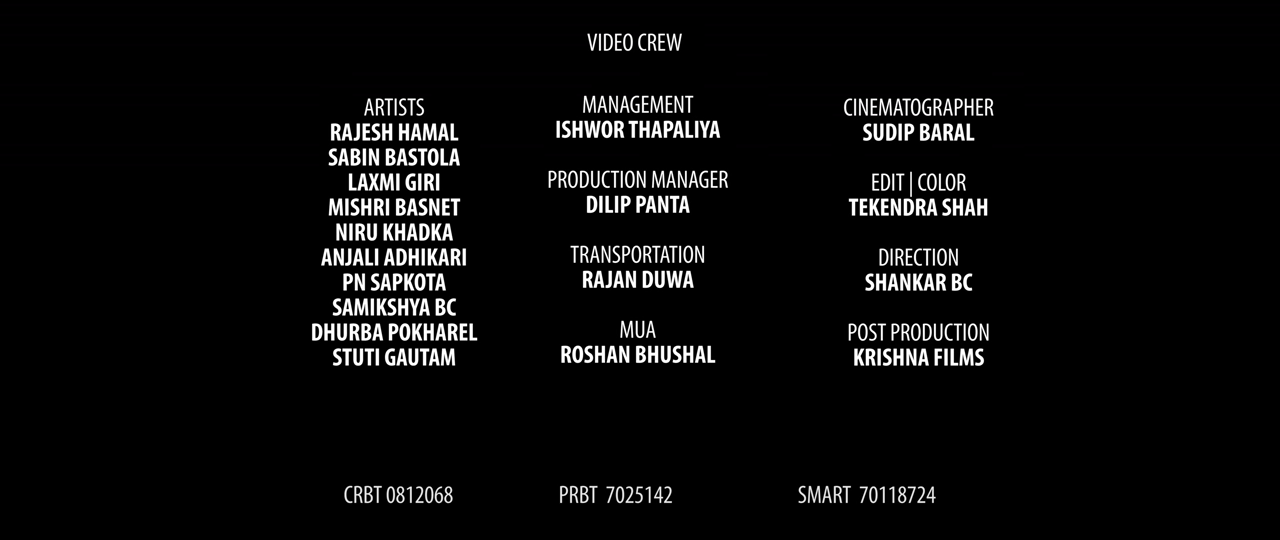 VIDEO CREW
ARTISTS
RAJESH HAMAL
SABIN BASTOLA
LAXMI GIRI
MISHRI BASNET
NIRU KHADKA
ANJALI ADHIKARI
PN SAPKOTA
SAMIKSHYA BC
DHURBA POKHAREL
STUTI GAUTAM
MANAGEMENT
ISHWOR THAPALIYA
PRODUCTION MANAGER
DILIP PANTA
TRANSPORTATION
RAJAN DUWA
MUA
ROSHAN BHUSHAL
CINEMATOGRAPHER
SUDIP BARAL
EDIT | COLOR
TEKENDRA SHAH
DIRECTION
SHANKAR BC
POST PRODUCTION
KRISHNA FILMS
CRBT 0812068
PRBT 7025142
SMART 70118724